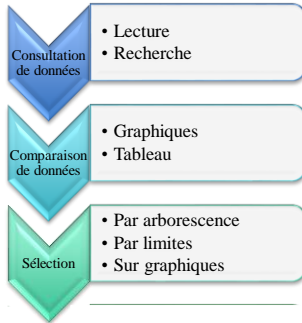 Consultation
de données
• Lecture
• Recherche
Comparaison
de données
• Graphiques
• Tableau
Sélection
• Par arborescence
• Par limites
• Sur graphiques